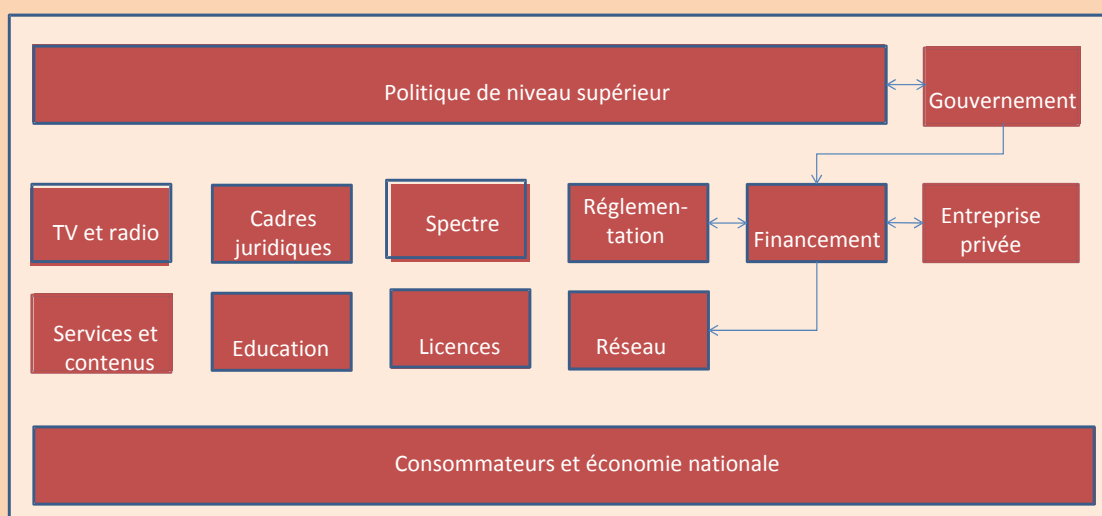 Politique de niveau supérieur
Gouvernement
TV et radio
Cadres
juridiques
Spectre
Réglemen-
tation
Financement
Entreprise
privée
Services et
contenus
Education
Licences
Réseau
Consommateurs et économie nationale